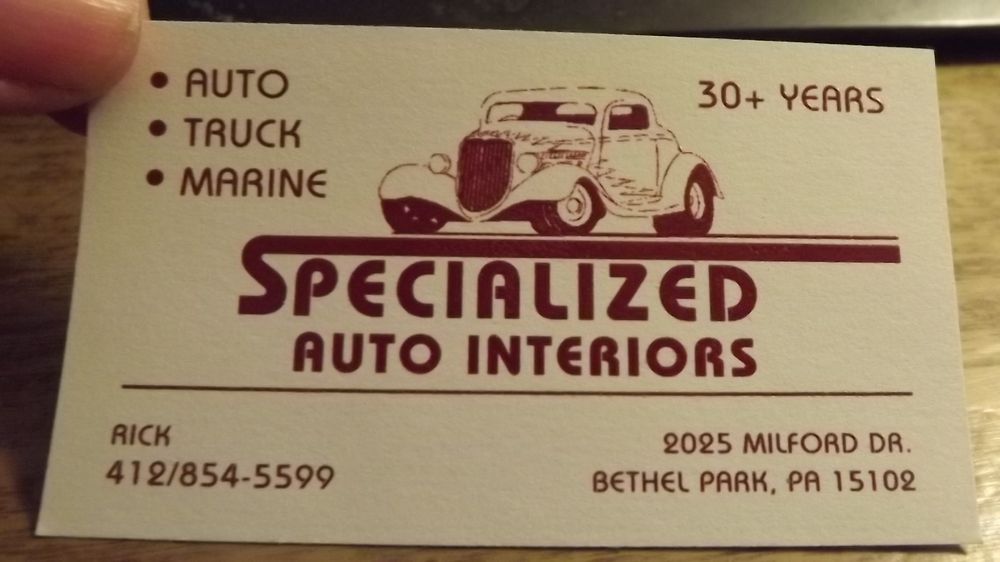 • AUTO
• TRUCK
• MARINE
30+ YEARS
SPECIALIZED
AUTO INTERIORS
RICK
412/854-5599
2025 MILFORD DR.
BETHEL PARK, PA 15102